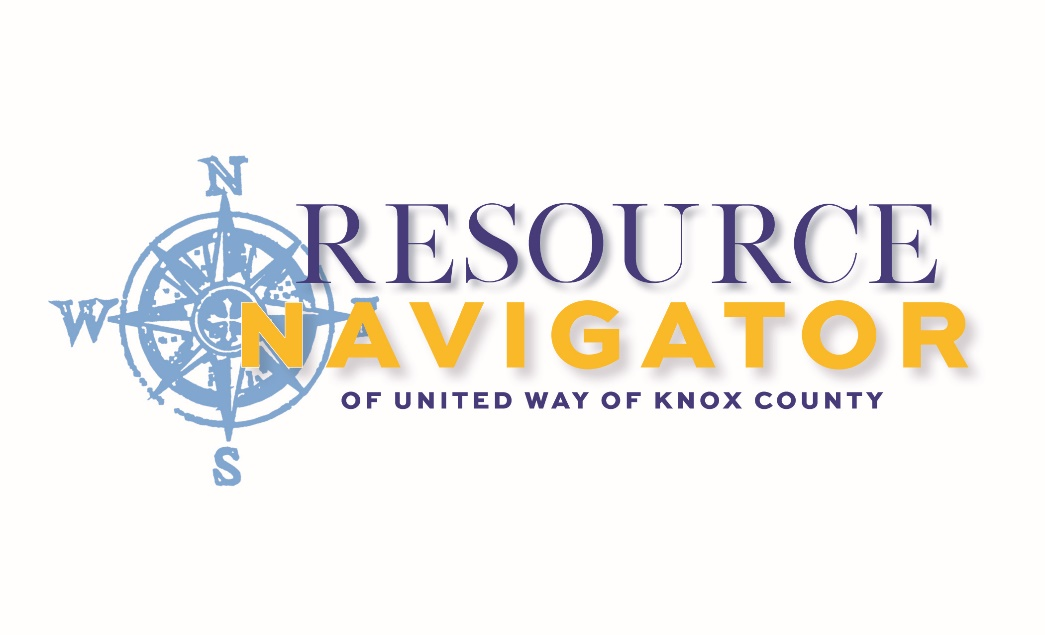 N
RESOURCE
W
NAVIGATOR
OF UNITED WAY OF KNOX COUNTY
S